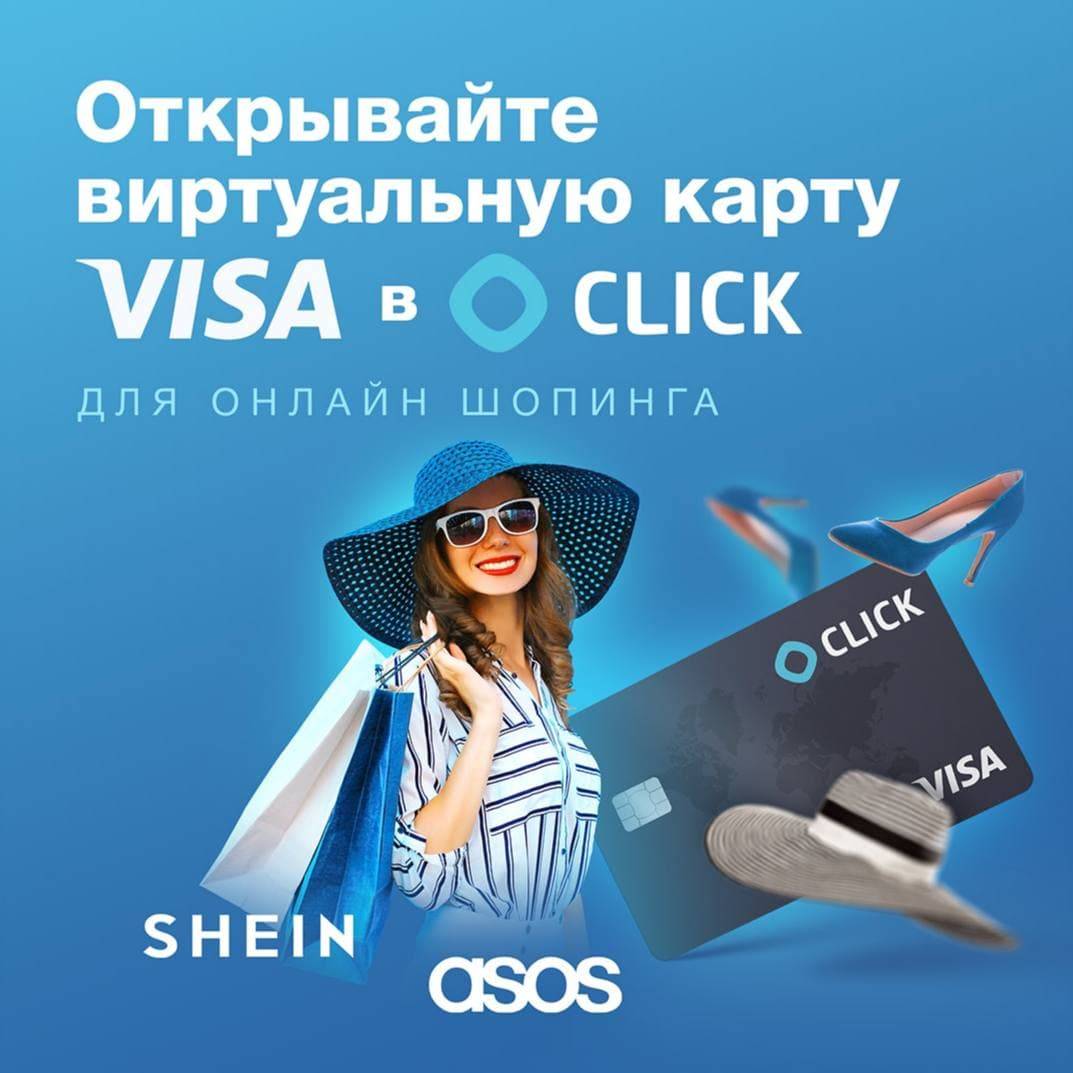 Открывайте
виртуальную карту
VISA в CLICK
ДЛЯ ОНЛАЙН ШОПИНГА
CLICK
VISA
SHEIN
asos